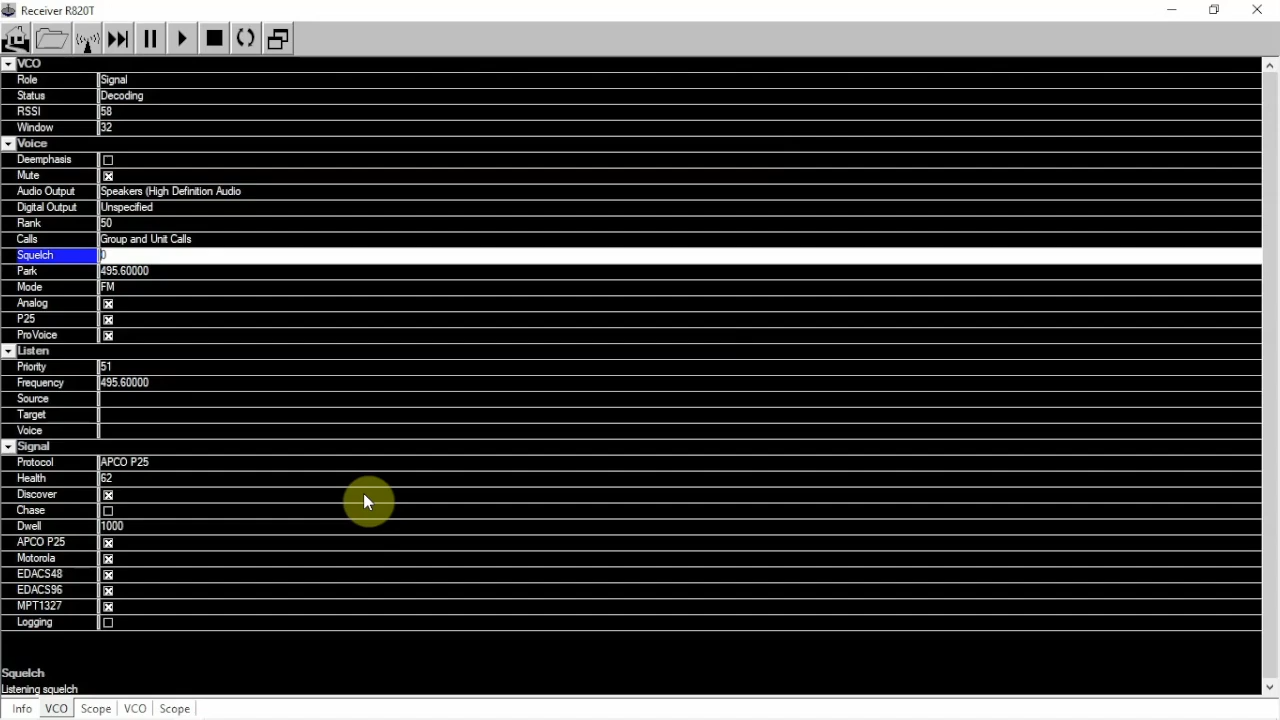 Receiver R820T
VCO
Role Signal
Status Decoding
RSSI 58
Window 32
Voice
Deemphasis
Mute
Audio Output Speakers (High Definition Audio
Digital Output Unspecified
Rank 50
Calls Group and Unit Calls
Squelch 0
Park 495.60000
Mode FM
Analog
P25
ProVoice
Listen
Priority 51
Frequency 495.60000
Source
Target
Voice
Signal
Protocol APCO P25
Health 62
Discover
Chase
Dwell 1000
APCO P25
Motorola
EDACS48
EDACS96
MPT1327
Logging
Squelch
Listening squelch
Info VCO Scope VCO Scope